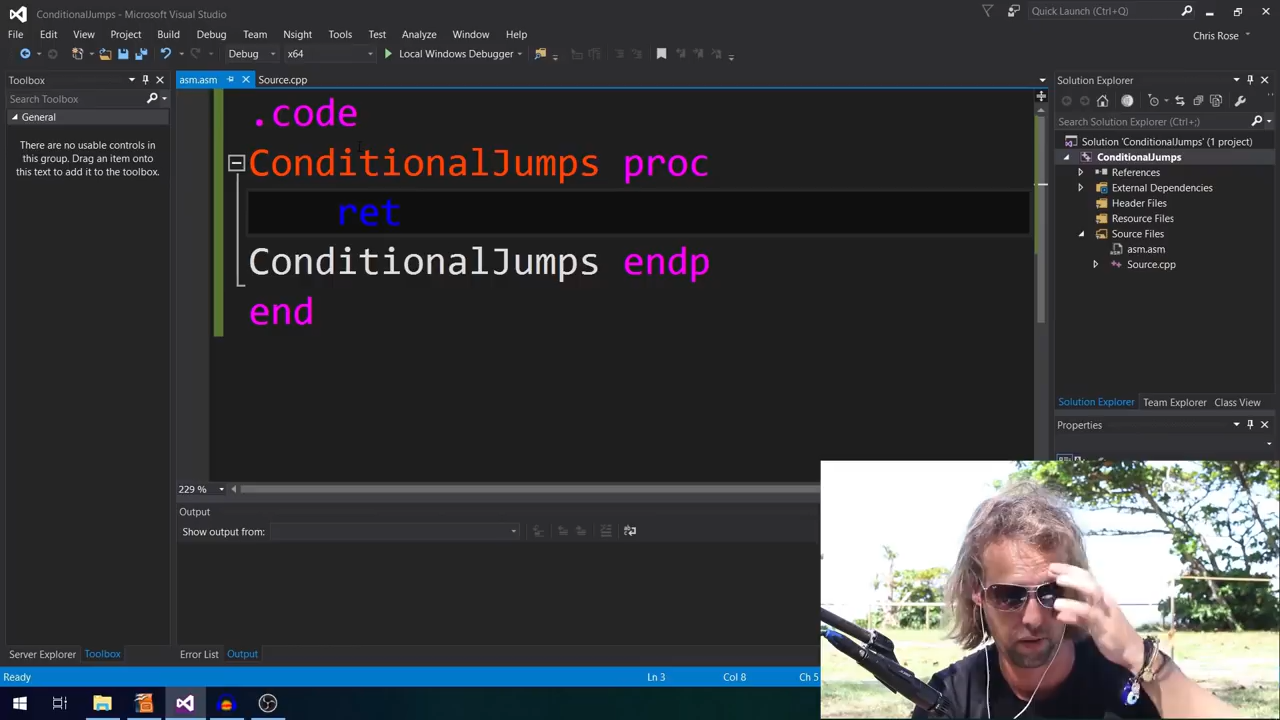 ConditionalJumps - Microsoft Visual Studio
Quick Launch (Ctrl+Q)
File Edit View Project Build Debug Team Nsight Tools Test Analyze Window Help
Chris Rose
Debug x64 Local Windows Debugger
Toolbox
Search Toolbox
General
There are no usable controls in
this group. Drag an item onto
this text to add it to the toolbox.
asm.asm Source.cpp
.code
ConditionalJumps proc
ret
ConditionalJumps endp
end
229 %
Output
Show output from:
Solution Explorer
Search Solution Explorer (Ctrl+;)
Solution 'ConditionalJumps' (1 project)
ConditionalJumps
References
External Dependencies
Header Files
Resource Files
Source Files
asm.asm
Source.cpp
Solution Explorer Team Explorer Class View
Properties
Server Explorer Toolbox
Error List Output
Ready Ln 3 Col 8 Ch 5